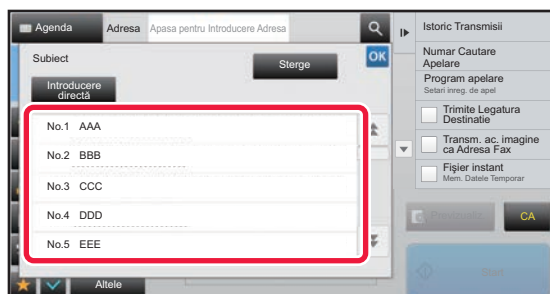 Agenda
Adresa
Apasa pentru Introducere Adresa
Subiect
Sterge
OK
Introducere
directă
No.1 AAA
No.2 BBB
No.3 CCC
No.4 DDD
No.5 EEE
Altele
Istoric Transmisii
Numar Cautare
Apelare
Program apelare
Setari inreg. de apel
Trimite Legatura
Destinatie
Transm. ac. imagine
ca Adresa Fax
Fişier instant
Mem. Datele Temporar
CA